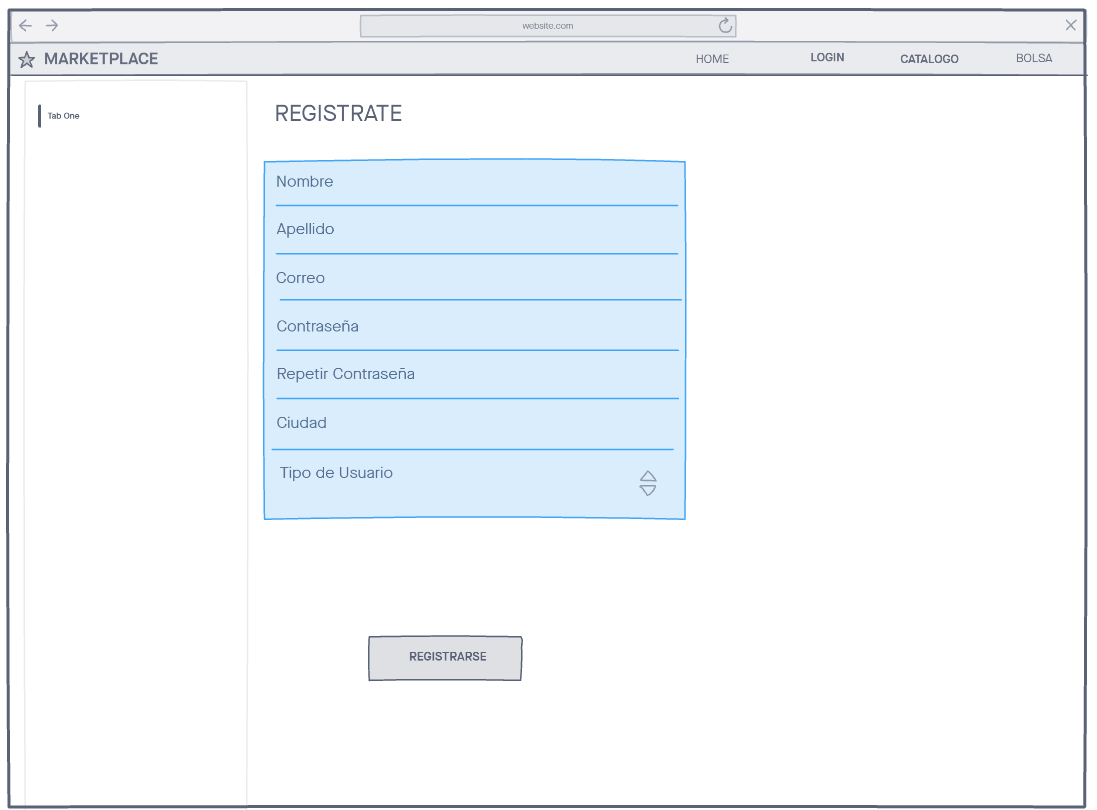 website.com
MARKETPLACE
HOME
LOGIN
CATALOGO
BOLSA
Tab One
REGISTRATE
Nombre
Apellido
Correo
Contraseña
Repetir Contraseña
Ciudad
Tipo de Usuario
REGISTRARSE